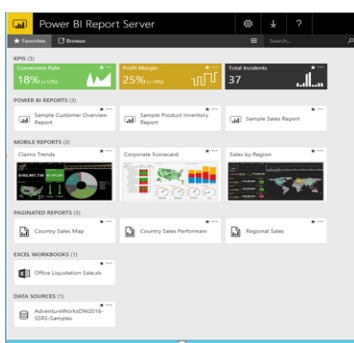 Power BI Report Server
?
Favorites Browse Search...
KPIS (3)
Conversion Rate Profit Margin Total Incidents
18% 25% 37
POWER BI REPORTS (3)
Sample Customer Overview Report
Sample Product Inventory Report
Sample Sales Report
MOBILE REPORTS (3)
Claims Trends Corporate Scorecard Sales by Region
PAGINATED REPORTS (3)
Country Sales Map Country Sales Performanc Regional Sales
EXCEL WORKBOOKS (1)
Office Liquidation Sale.xls
DATA SOURCES (1)
AdventureWorksDW2016-
SSRS-Samples